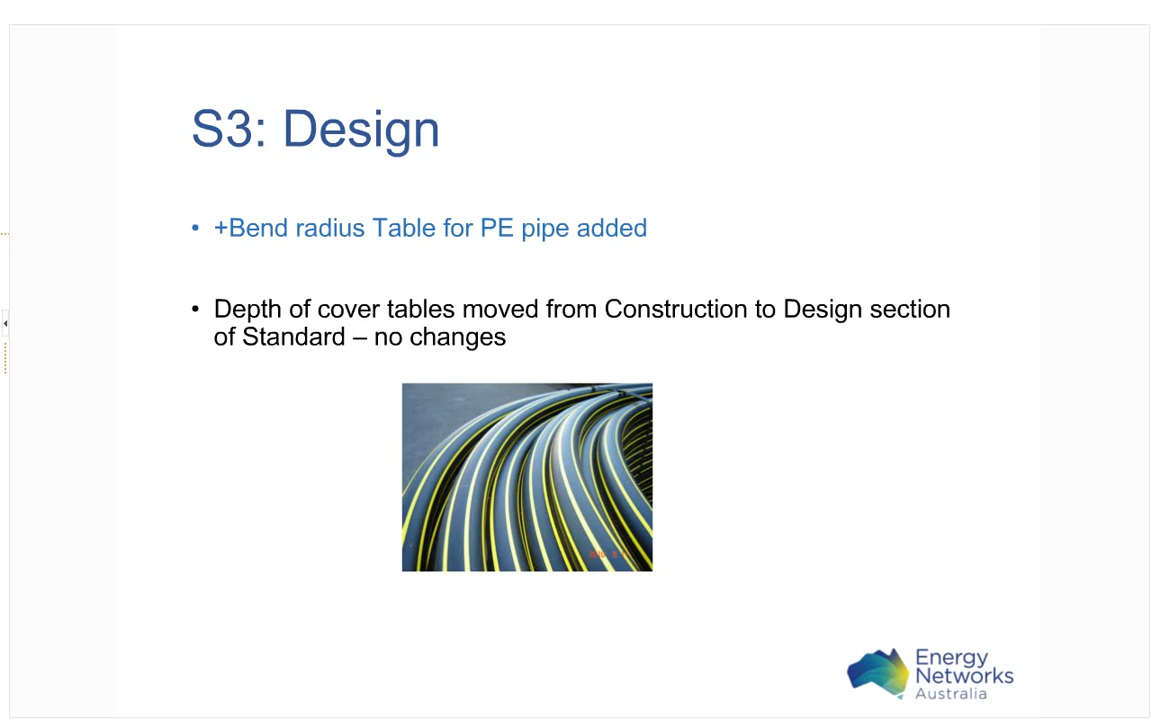 S3: Design
• +Bend radius Table for PE pipe added
• Depth of cover tables moved from Construction to Design section
of Standard – no changes
Energy
Networks
Australia